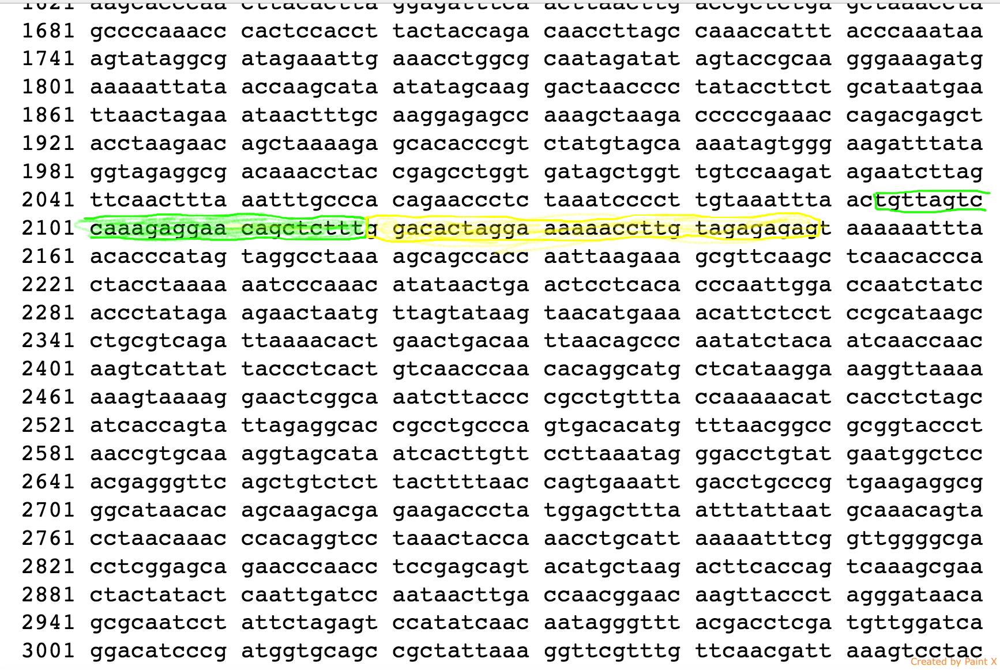 1621 aagcacccaa cttacactta ggagatttca acttaacttg accgctctga gctaaaccta
1681 gccccaaacc cactccacct tactaccaga caaccttagc caaaccattt acccaaataa
1741 agtataggcg atagaaattg aaacctggcg caatagatat agtaccgcaa gggaaagatg
1801 aaaaattata accaagcata atatagcaag gactaacccc tataccttct gcataatgaa
1861 ttaactagaa ataactttgc aaggagagcc aaagctaaga cccccgaaac cagacgagct
1921 acctaagaac agctaaaaga gcacacccgt ctatgtagca aaatagtggg aagatttata
1981 ggtagaggcg acaaacctac cgagcctggt gatagctggt tgtccaagat agaatcttag
2041 ttcaacttta aatttgccca cagaaccctc taaatcccct tgtaaattta actgttagtc
2101 caaagaggaa cagctctttg gacactagga aaaaaccttg tagagagagt aaaaaattta
2161 acacccatag taggcctaaa agcagccacc aattaagaaa gcgttcaagc tcaacaccca
2221 ctacctaaaa aatcccaaac atataactga actcctcaca cccaattgga ccaatctatc
2281 accctataga agaactaatg ttagtataag taacatgaaa acattctcct ccgcataagc
2341 ctgcgtcaga ttaaaacact gaactgacaa ttaacagccc aatatctaca atcaaccaac
2401 aagtcattat taccctcact gtcaacccaa cacaggcatg ctcataagga aaggttaaaa
2461 aaagtaaaag gaactcggca aatcttaccc cgcctgttta ccaaaaacat cacctctagc
2521 atcaccagta ttagaggcac cgcctgccca gtgacacatg tttaacggcc gcggtaccct
2581 aaccgtgcaa aggtagcata atcacttgtt ccttaaatag ggacctgtat gaatggctcc
2641 acgagggttc agctgtctct tacttttaac cagtgaaatt gacctgcccg tgaagaggcg
2701 ggcataacac agcaagacga gaagacccta tggagcttta atttattaat gcaaacagta
2761 cctaacaaac ccacaggtcc taaactacca aacctgcatt aaaaatttcg gttggggcga
2821 cctcggagca gaacccaacc tccgagcagt acatgctaag acttcaccag tcaaagcgaa
2881 ctactatact caattgatcc aataacttga ccaacggaac aagttaccct agggataaca
2941 gcgcaatcct attctagagt ccatatcaac aatagggttt acgacctcga tgttggatca
3001 ggacatcccg atggtgcagc cgctattaaa ggttcgtttg ttcaacgatt aaagtcctac
Created by Paint X